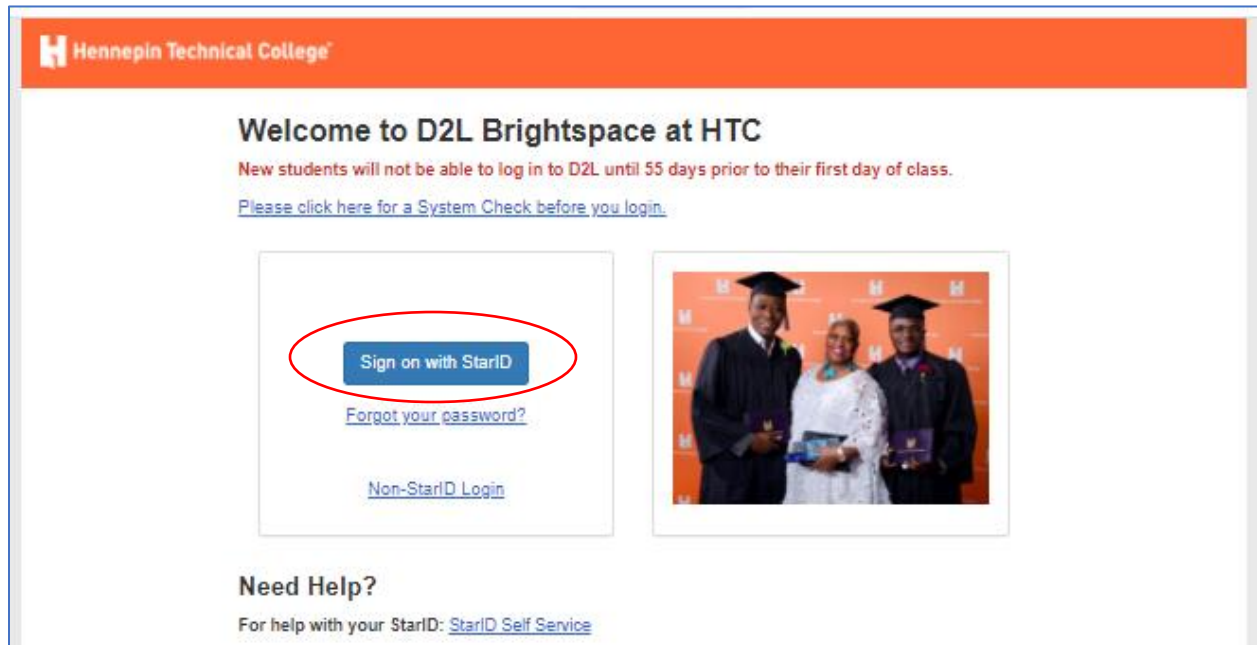 Hennepin Technical College
Welcome to D2L Brightspace at HTC
New students will not be able to log in to D2L until 55 days prior to their first day of class.
Please click here for a System Check before you login.
Sign on with StarID
Forgot your password?
Non-StarID Login
Need Help?
For help with your StarID: StarID Self Service